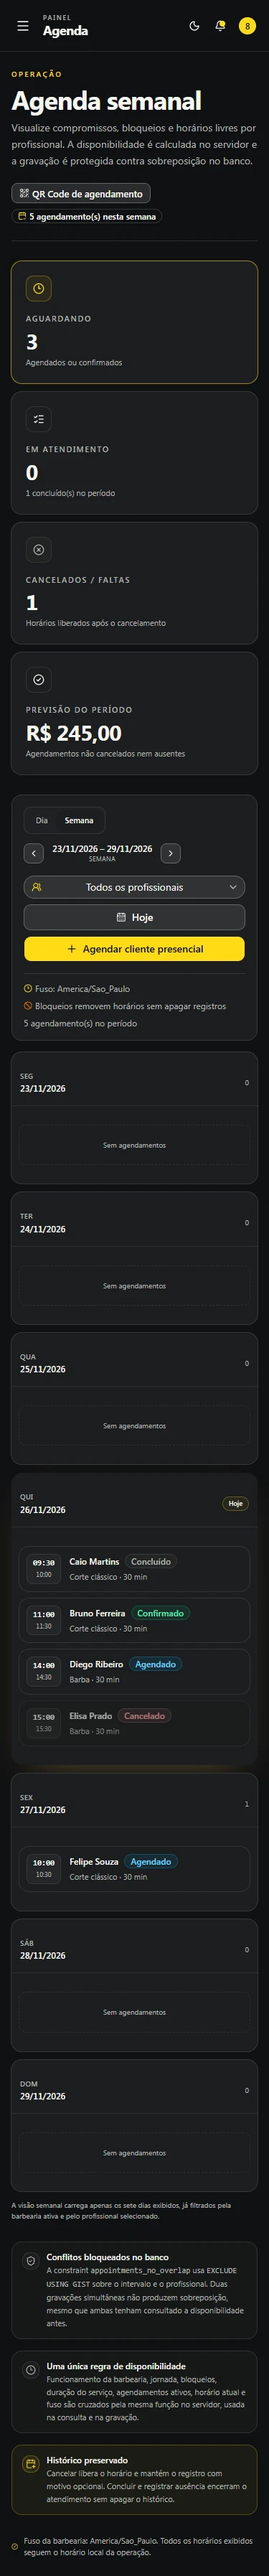 PAINEL
Agenda
8
OPERAÇÃO
Agenda semanal
Visualize compromissos, bloqueios e horários livres por
profissional. A disponibilidade é calculada no servidor e
a gravação é protegida contra sobreposição no banco.
QR Code de agendamento
5 agendamento(s) nesta semana
AGUARDANDO
3
Agendados ou confirmados
EM ATENDIMENTO
0
1 concluído(s) no período
CANCELADOS / FALTAS
1
Horários liberados após o cancelamento
PREVISÃO DO PERÍODO
R$ 245,00
Agendamentos não cancelados nem ausentes
Dia Semana
23/11/2026 – 29/11/2026
SEMANA
Todos os profissionais
Hoje
+ Agendar cliente presencial
Fuso: America/Sao_Paulo
Bloqueios removem horários sem apagar registros
5 agendamento(s) no período
SEG
23/11/2026
0
Sem agendamentos
TER
24/11/2026
0
Sem agendamentos
QUA
25/11/2026
0
Sem agendamentos
QUI
26/11/2026
Hoje
09:30 Caio Martins Concluído
10:00 Corte clássico · 30 min
11:00 Bruno Ferreira Confirmado
11:30 Corte clássico · 30 min
14:00 Diego Ribeiro Agendado
14:30 Barba · 30 min
15:00 Elisa Prado Cancelado
15:30 Barba · 30 min
SEX
27/11/2026
1
10:00 Felipe Souza Agendado
10:30 Corte clássico · 30 min
SÁB
28/11/2026
0
Sem agendamentos
DOM
29/11/2026
0
Sem agendamentos
A visão semanal carrega apenas os sete dias exibidos, já filtrados pela
barbearia ativa e pelo profissional selecionado.
Conflitos bloqueados no banco
A constraint appointments_no_overlap usa EXCLUDE
USING GIST sobre o intervalo e o profissional. Duas
gravações simultâneas não produzem sobreposição,
mesmo que ambas tenham consultado a disponibilidade
antes.
Uma única regra de disponibilidade
Funcionamento da barbearia, jornada, bloqueios,
duração do serviço, agendamentos ativos, horário atual e
fuso são cruzados pela mesma função no servidor, usada
na consulta e na gravação.
Histórico preservado
Cancelar libera o horário e mantém o registro com
motivo opcional. Concluir e registrar ausência encerram o
atendimento sem apagar o histórico.
Fuso da barbearia: America/Sao_Paulo. Todos os horários exibidos
seguem o horário local da operação.